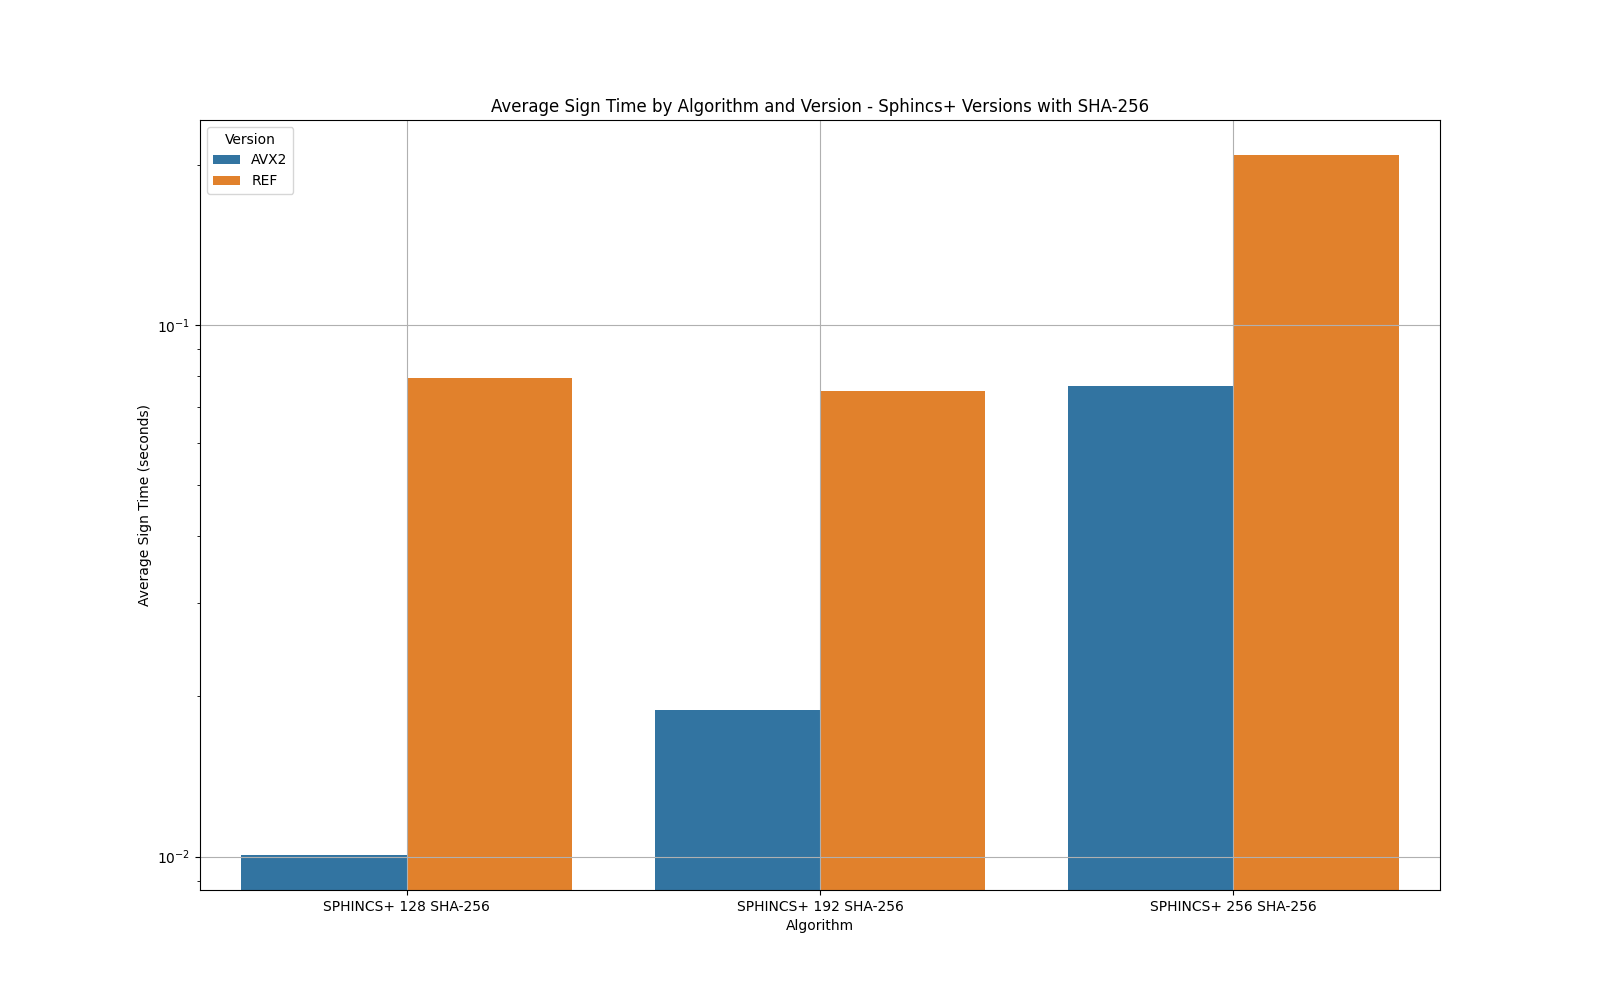 Average Sign Time by Algorithm and Version - Sphincs+ Versions with SHA-256
Version
AVX2
REF
10⁻¹
10⁻²
Average Sign Time (seconds)
SPHINCS+ 128 SHA-256
SPHINCS+ 192 SHA-256
SPHINCS+ 256 SHA-256
Algorithm